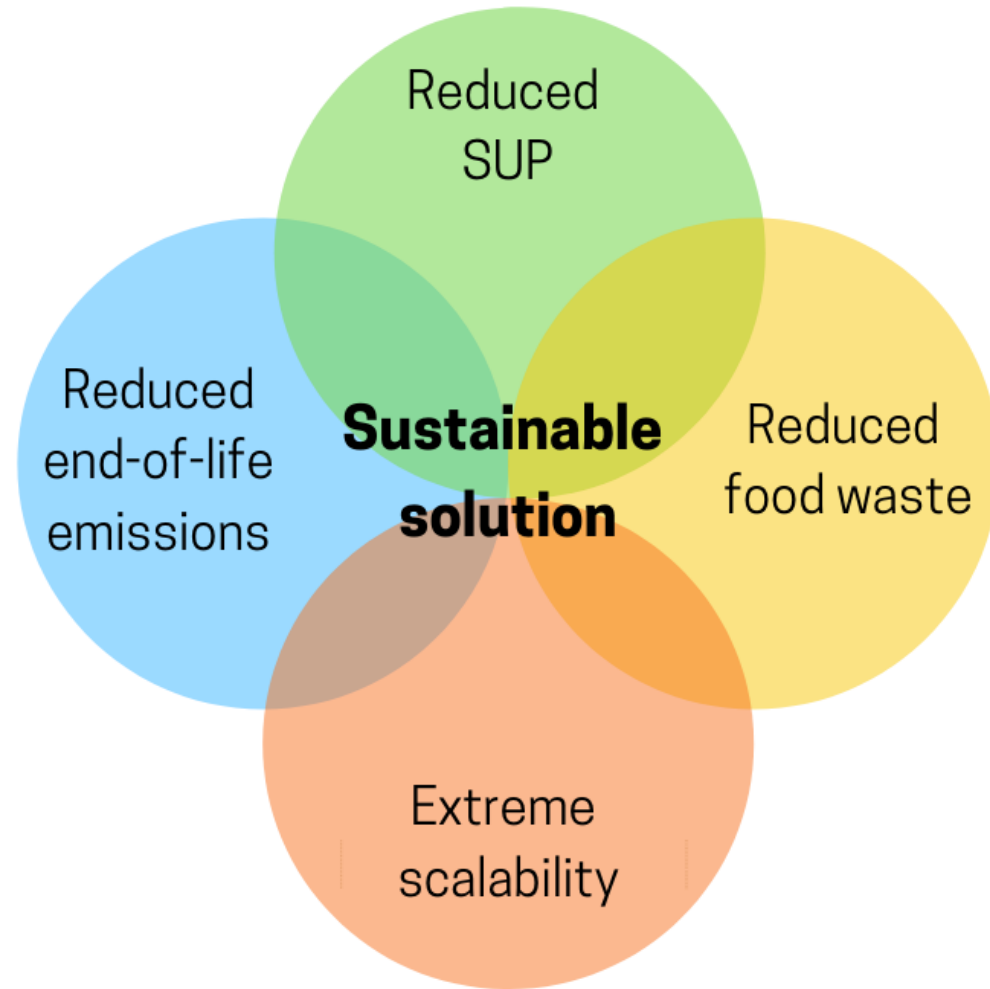 Reduced
SUP
Reduced
end-of-life
emissions
Sustainable
solution
Reduced
food waste
Extreme
scalability